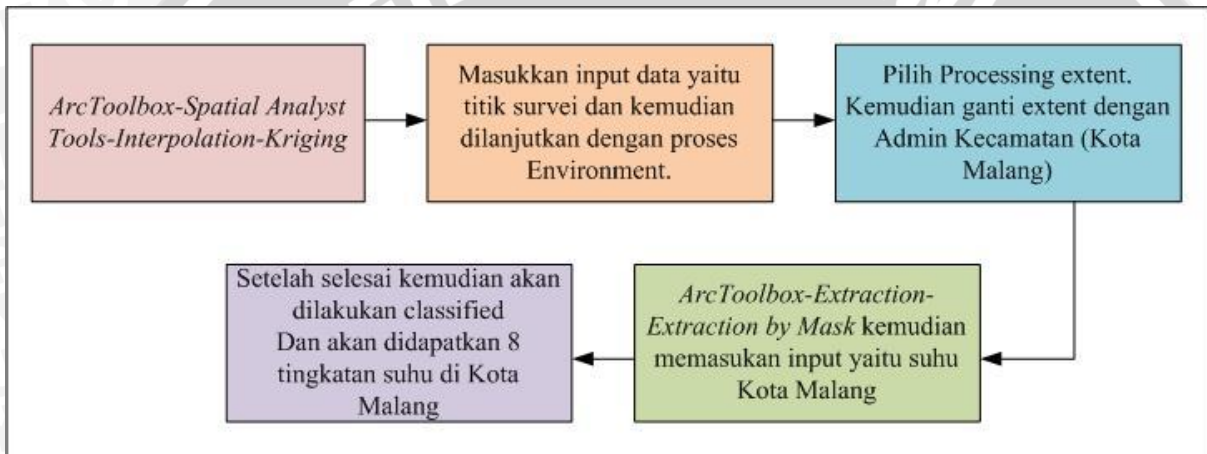 ArcToolbox-Spatial Analyst
Tools-Interpolation-Kriging
Masukkan input data yaitu
titik survei dan kemudian
dilanjutkan dengan proses
Environment.
Pilih Processing extent.
Kemudian ganti extent dengan
Admin Kecamatan (Kota
Malang)
ArcToolbox-Extraction-
Extraction by Mask kemudian
memasukan input yaitu suhu
Kota Malang
Setelah selesai kemudian akan
dilakukan classified
Dan akan didapatkan 8
tingkatan suhu di Kota
Malang